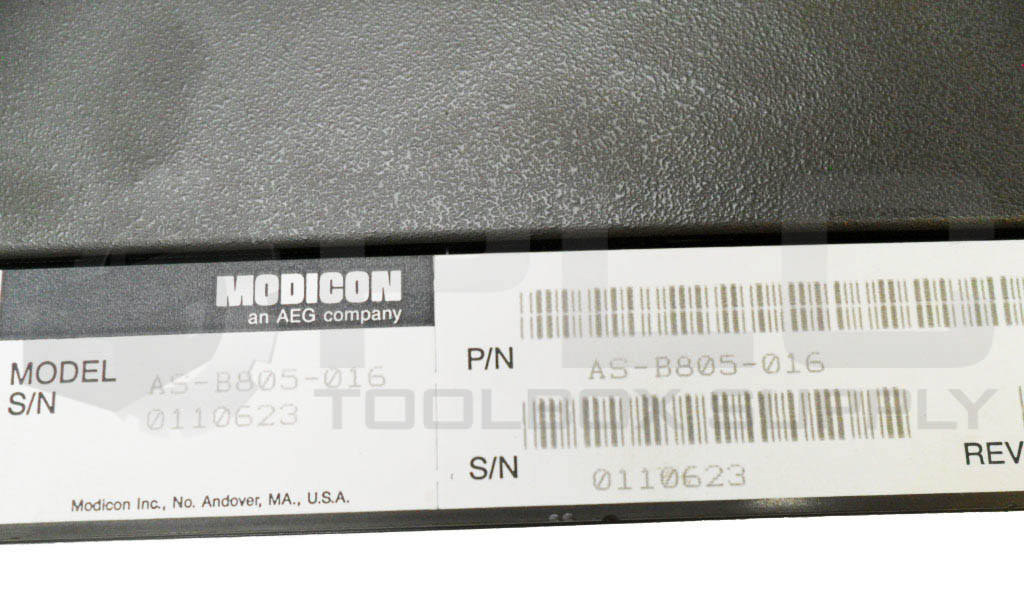 MODICON
an AEG company
MODEL AS-B805-016
S/N 0110623
Modicon Inc., No. Andover, MA., U.S.A.
P/N AS-B805-016
S/N 0110623
REV
TOOLBOX SUPPLY